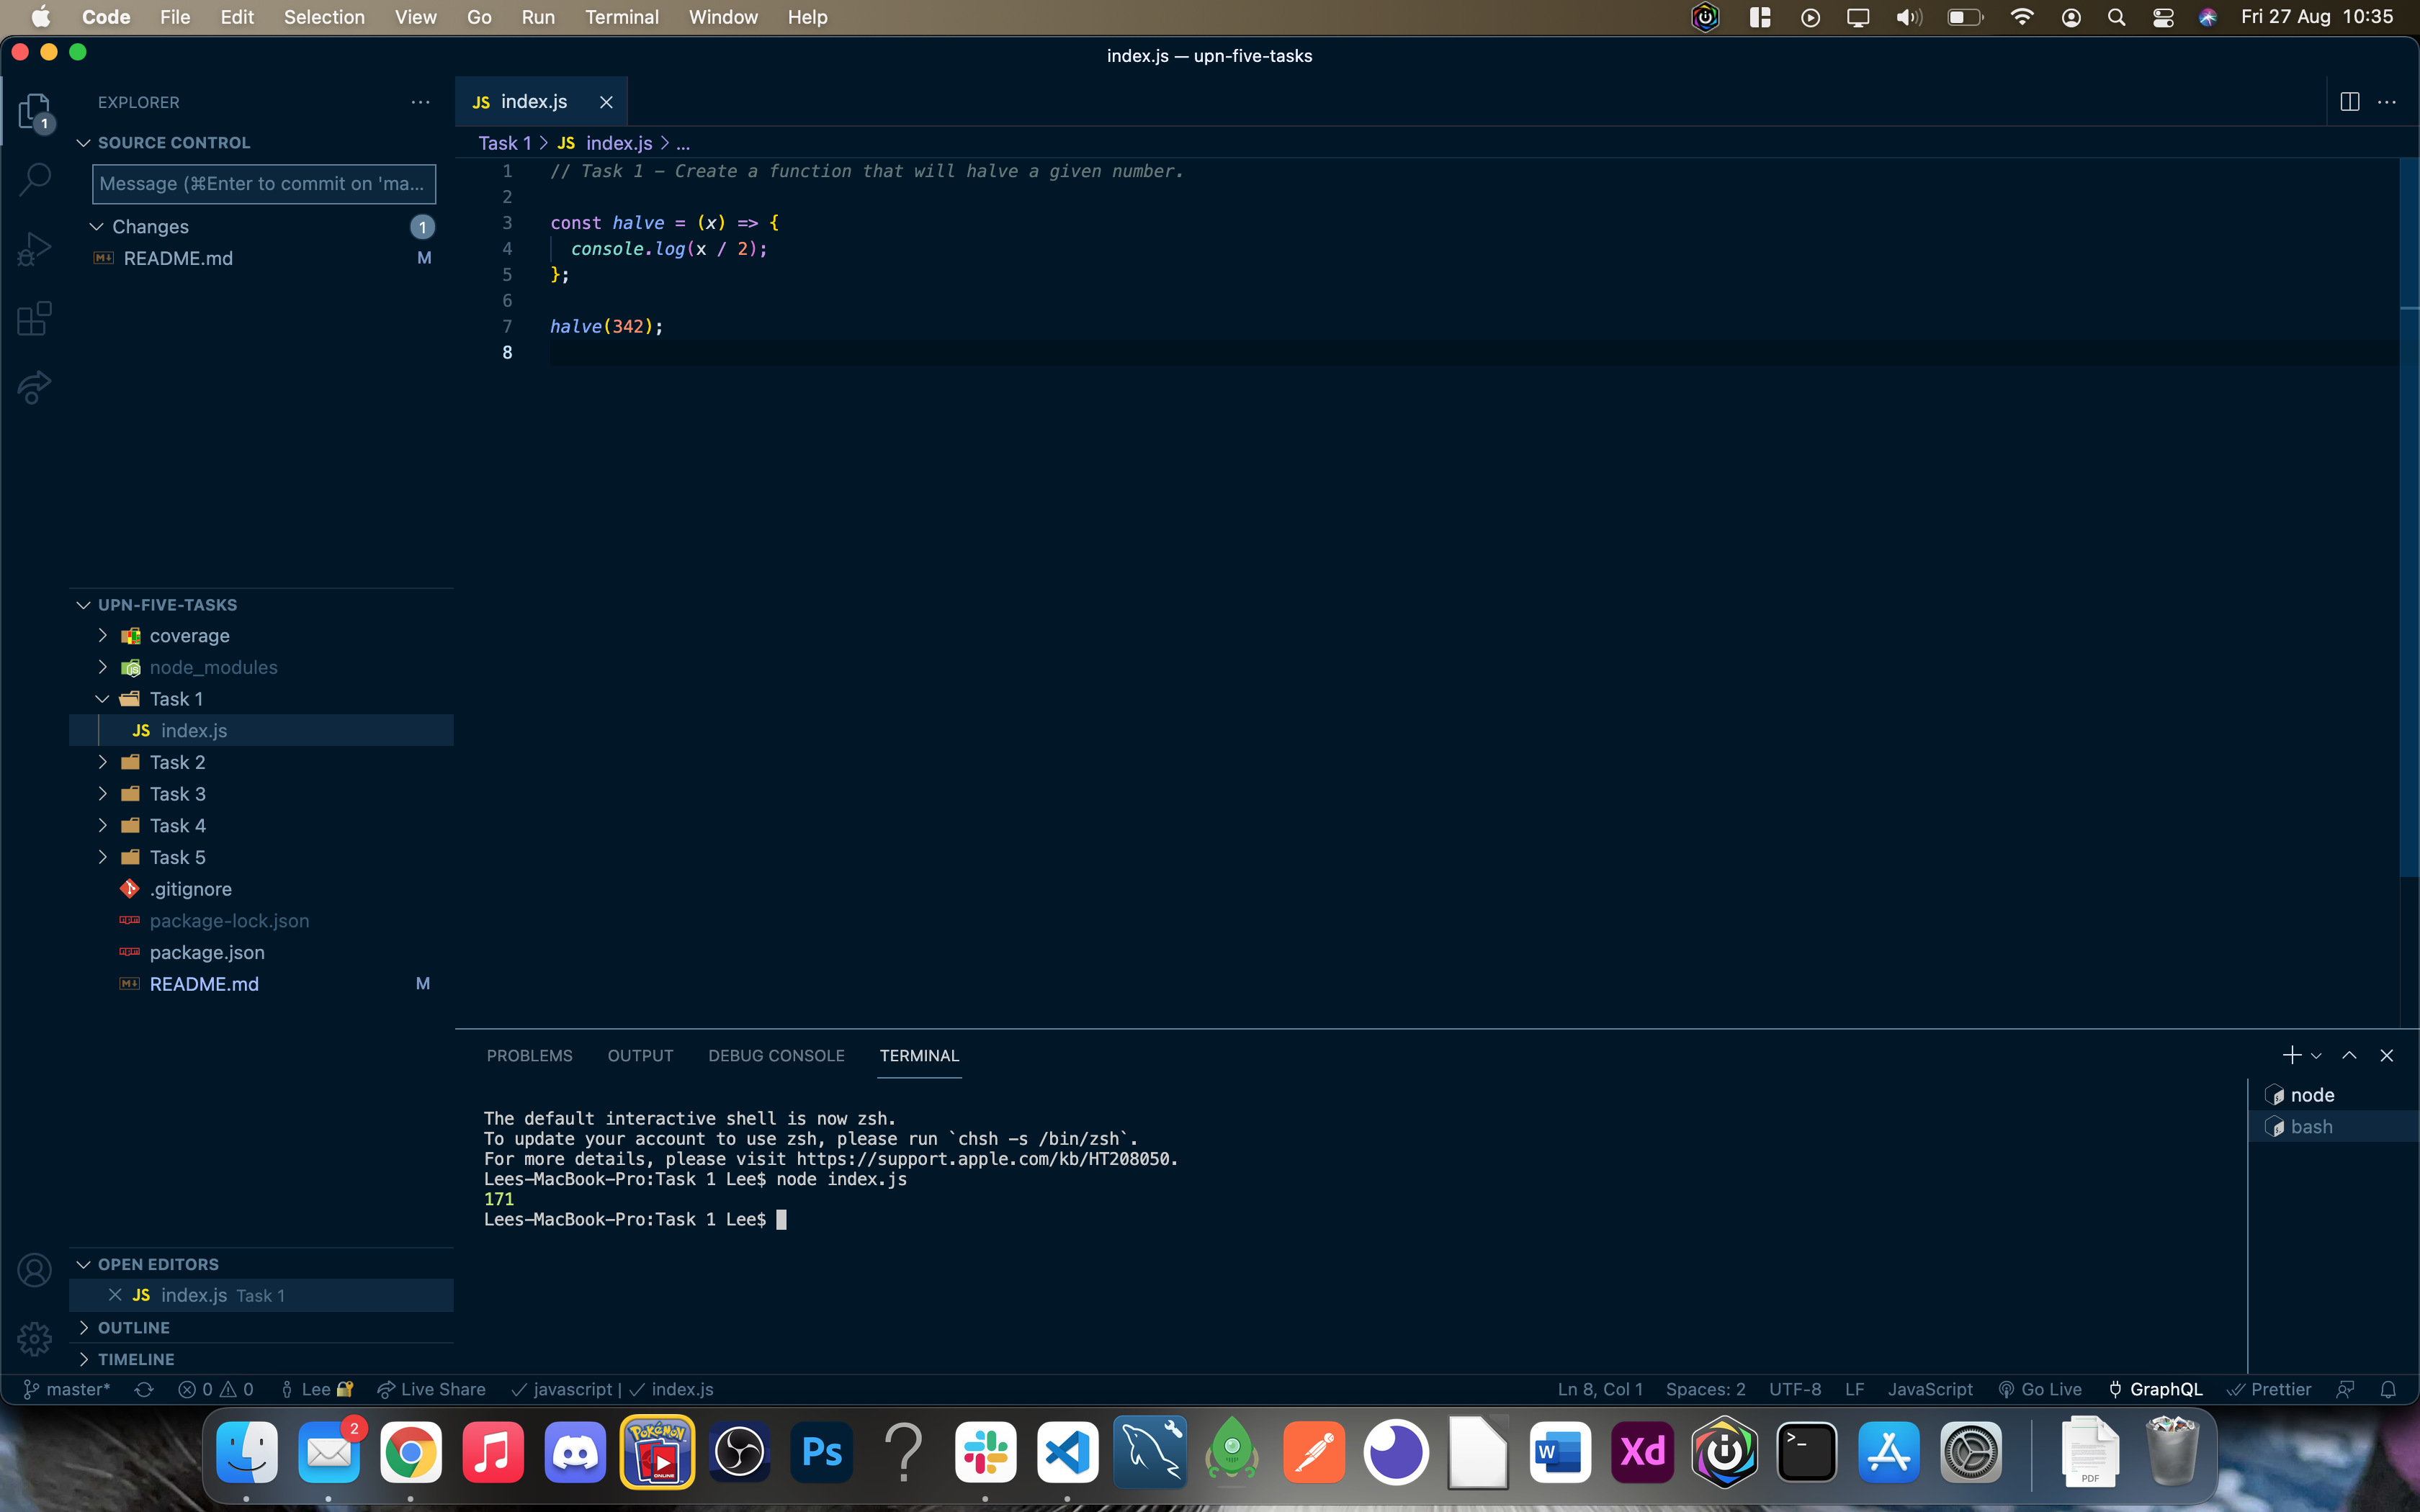 Code File Edit Selection View Go Run Terminal Window Help Fri 27 Aug 10:35
index.js — upn-five-tasks
EXPLORER
1
SOURCE CONTROL
Message (⌘Enter to commit on 'ma...
Changes 1
README.md M
UPN-FIVE-TASKS
coverage
node_modules
Task 1
JS index.js
Task 2
Task 3
Task 4
Task 5
.gitignore
package-lock.json
package.json
README.md M
OPEN EDITORS
JS index.js Task 1
OUTLINE
TIMELINE
JS index.js
Task 1 > JS index.js > ...
1 // Task 1 - Create a function that will halve a given number.
2
3 const halve = (x) => {
4 console.log(x / 2);
5 };
6
7 halve(342);
8
PROBLEMS OUTPUT DEBUG CONSOLE TERMINAL
The default interactive shell is now zsh.
To update your account to use zsh, please run `chsh -s /bin/zsh`.
For more details, please visit https://support.apple.com/kb/HT208050.
Lees-MacBook-Pro:Task 1 Lee$ node index.js
171
Lees-MacBook-Pro:Task 1 Lee$
node
bash
master* 0 0 Lee Live Share javascript | index.js Ln 8, Col 1 Spaces: 2 UTF-8 LF JavaScript Go Live GraphQL Prettier
2 Pokémon ONLINE Ps ? W Xd >_ PDF